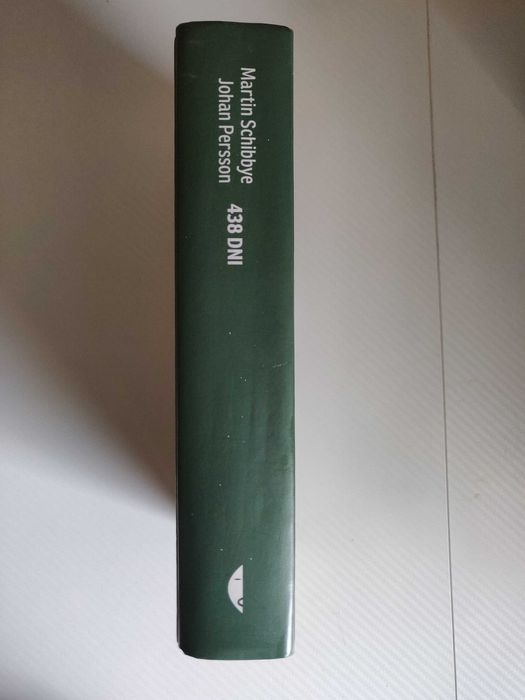 Martin Schibbye
Johan Persson
438 DNI